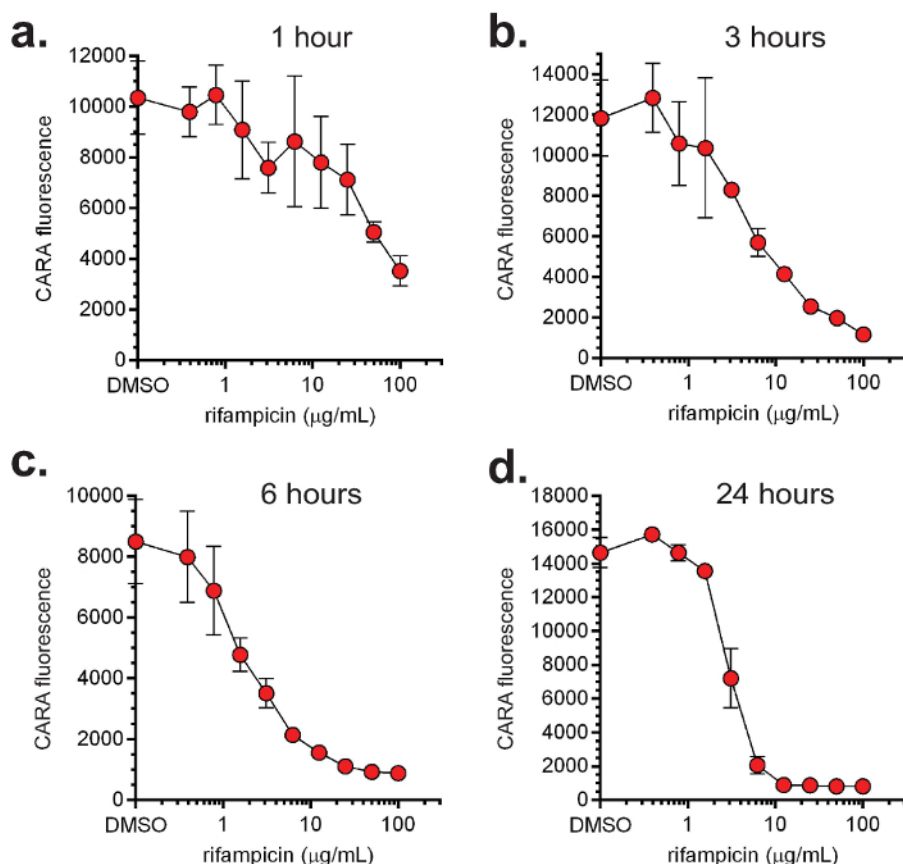 a.
1 hour
12000
10000
8000
6000
4000
2000
0
CARA fluorescence
DMSO 1 10 100
rifampicin (μg/mL)
b.
3 hours
14000
12000
10000
8000
6000
4000
2000
0
CARA fluorescence
DMSO 1 10 100
rifampicin (μg/mL)
c.
6 hours
10000
8000
6000
4000
2000
0
CARA fluorescence
DMSO 1 10 100
rifampicin (μg/mL)
d.
24 hours
18000
16000
14000
12000
10000
8000
6000
4000
2000
0
CARA fluorescence
DMSO 1 10 100
rifampicin (μg/mL)